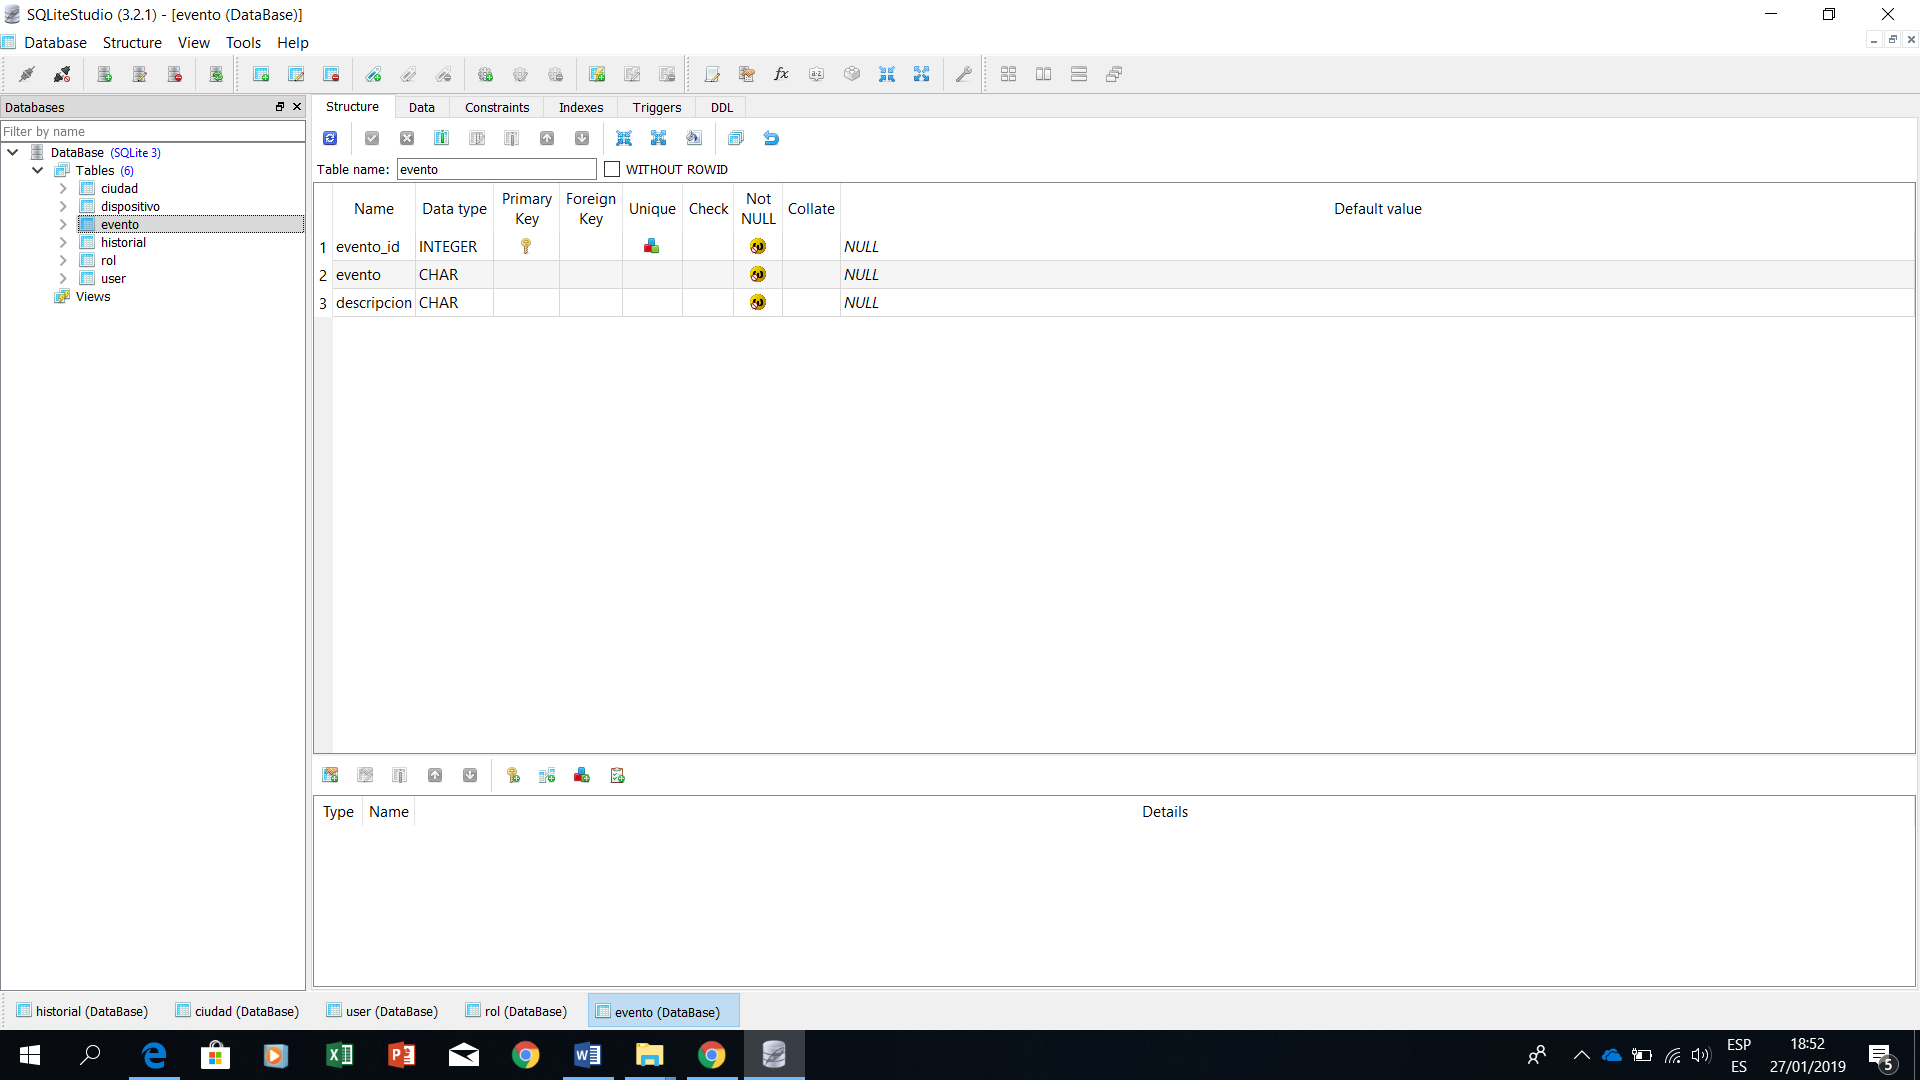 SQLiteStudio (3.2.1) - [evento (DataBase)]
Database Structure View Tools Help
Databases
Filter by name
DataBase (SQLite 3)
Tables (6)
ciudad
dispositivo
evento
historial
rol
user
Views
Structure Data Constraints Indexes Triggers DDL
Table name: evento WITHOUT ROWID
Name Data type Primary Key Foreign Key Unique Check Not NULL Collate Default value
1 evento_id INTEGER NULL
2 evento CHAR NULL
3 descripcion CHAR NULL
Type Name Details
historial (DataBase) ciudad (DataBase) user (DataBase) rol (DataBase) evento (DataBase)
ESP
ES
18:52
27/01/2019
5